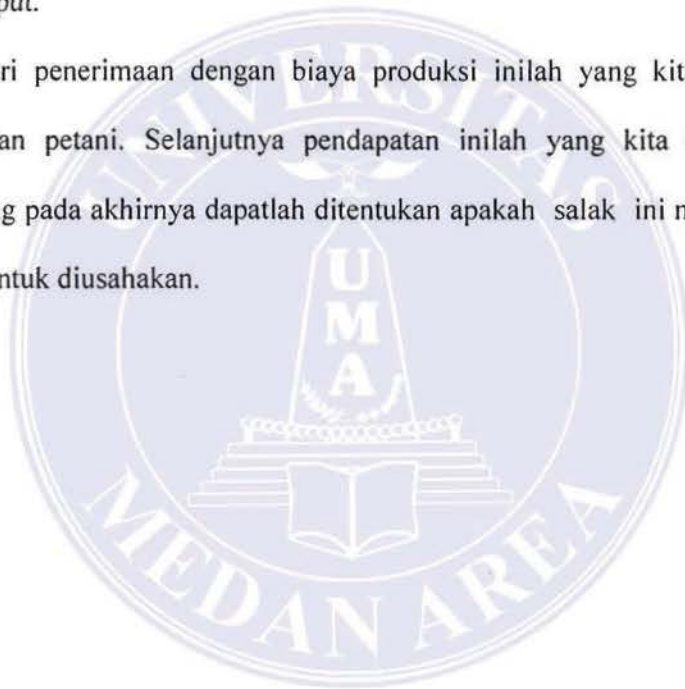 put.
ri penerimaan dengan biaya produksi inilah yang kit
an petani. Selanjutnya pendapatan inilah yang kita
g pada akhirnya dapatlah ditentukan apakah salak ini
ntuk diusahakan.
UNIVERSITAS
UMA
MEDAN AREA